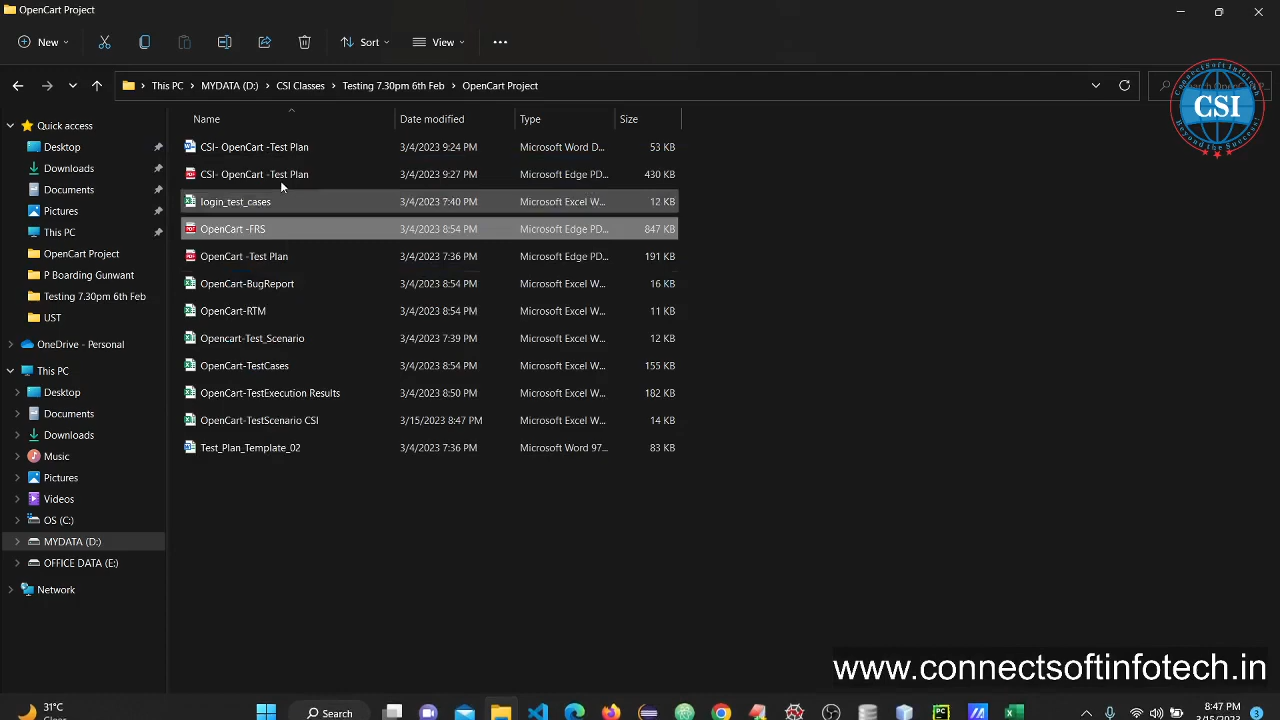 OpenCart Project
New
Sort
View
This PC > MYDATA (D:) > CSI Classes > Testing 7.30pm 6th Feb > OpenCart Project
CSI
Beyond the Success
Name Date modified Type Size
CSI- OpenCart -Test Plan 3/4/2023 9:24 PM Microsoft Word D... 53 KB
CSI- OpenCart -Test Plan 3/4/2023 9:27 PM Microsoft Edge PD... 430 KB
login_test_cases 3/4/2023 7:40 PM Microsoft Excel W... 12 KB
OpenCart -FRS 3/4/2023 8:54 PM Microsoft Edge PD... 847 KB
OpenCart -Test Plan 3/4/2023 7:36 PM Microsoft Edge PD... 191 KB
OpenCart-BugReport 3/4/2023 8:54 PM Microsoft Excel W... 16 KB
OpenCart-RTM 3/4/2023 8:54 PM Microsoft Excel W... 11 KB
Opencart-Test_Scenario 3/4/2023 7:39 PM Microsoft Excel W... 12 KB
OpenCart-TestCases 3/4/2023 8:54 PM Microsoft Excel W... 155 KB
OpenCart-TestExecution Results 3/4/2023 8:50 PM Microsoft Excel W... 182 KB
OpenCart-TestScenario CSI 3/15/2023 8:47 PM Microsoft Excel W... 14 KB
Test_Plan_Template_02 3/4/2023 7:36 PM Microsoft Word 97... 83 KB
Quick access
Desktop
Downloads
Documents
Pictures
This PC
OpenCart Project
P Boarding Gunwant
Testing 7.30pm 6th Feb
UST
OneDrive - Personal
This PC
Desktop
Documents
Downloads
Music
Pictures
Videos
OS (C:)
MYDATA (D:)
OFFICE DATA (E:)
Network
www.connectsoftinfotech.in
31°C
Search
8:47 PM
3